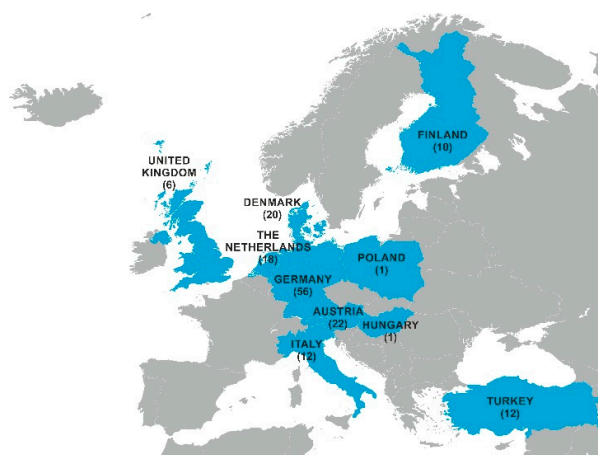 FINLAND
(10)
UNITED
KINGDOM
(6)
DENMARK
(20)
THE
NETHERLANDS
(18)
POLAND
(1)
GERMANY
(56)
AUSTRIA
(22)
HUNGARY
(1)
ITALY
(12)
TURKEY
(12)